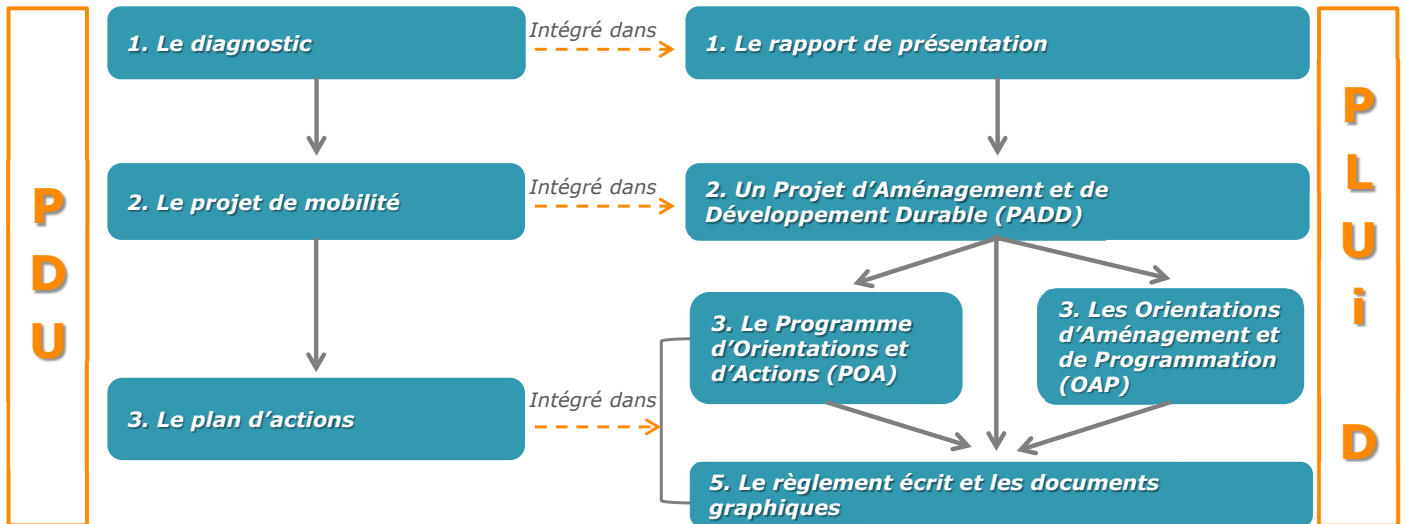 PDU
1. Le diagnostic
Intégré dans
1. Le rapport de présentation
2. Le projet de mobilité
Intégré dans
2. Un Projet d’Aménagement et de
Développement Durable (PADD)
3. Le Programme
d’Orientations et
d’Actions (POA)
3. Les Orientations
d’Aménagement et
de Programmation
(OAP)
3. Le plan d’actions
Intégré dans
5. Le règlement écrit et les documents
graphiques
PLUi D